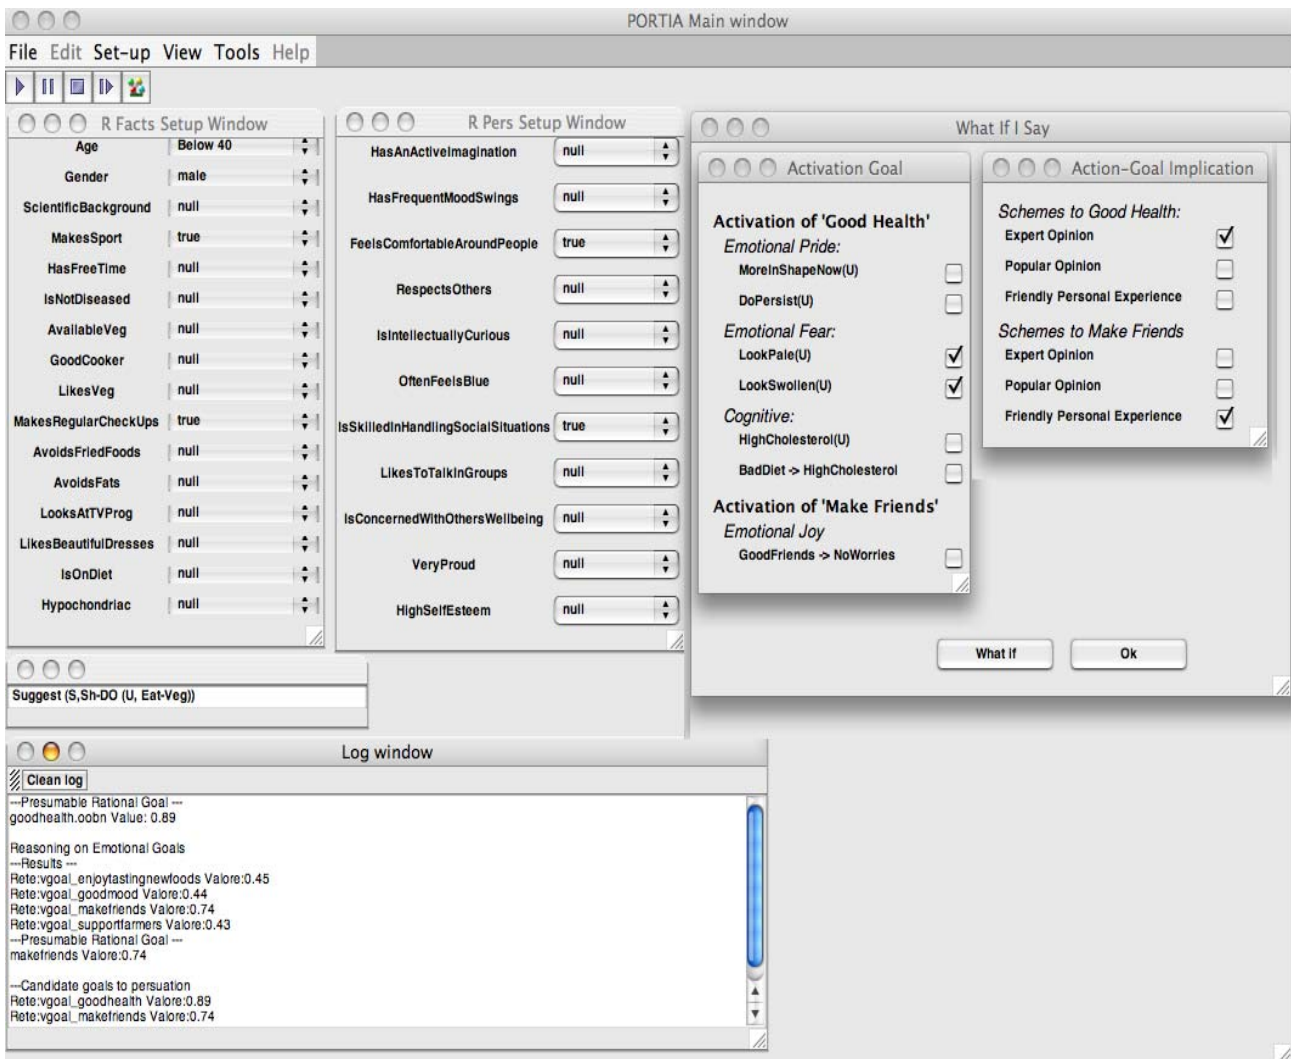 PORTIA Main window
File Edit Set-up View Tools Help
R Facts Setup Window
Age Below 40
Gender male
ScientificBackground null
MakesSport true
HasFreeTime null
IsNotDiseased null
AvailableVeg null
GoodCooker null
LikesVeg null
MakesRegularCheckUps true
AvoidsFriedFoods null
AvoidsFats null
LooksAtTVProg null
LikesBeautifulDresses null
IsOnDiet null
Hypochondriac null
R Pers Setup Window
HasAnActiveImagination null
HasFrequentMoodSwings null
FeelsComfortableAroundPeople true
RespectsOthers null
IsIntellectuallyCurious null
OftenFeelsBlue null
IsSkilledInHandlingSocialSituations true
LikesToTalkInGroups null
IsConcernedWithOthersWellbeing null
VeryProud null
HighSelfEsteem null
What If I Say
Activation Goal
Activation of 'Good Health'
Emotional Pride:
MoreInShapeNow(U)
DoPersist(U)
Emotional Fear:
LookPale(U)
LookSwollen(U)
Cognitive:
HighCholesterol(U)
BadDiet -> HighCholesterol
Activation of 'Make Friends'
Emotional Joy
GoodFriends -> NoWorries
Action-Goal Implication
Schemes to Good Health:
Expert Opinion
Popular Opinion
Friendly Personal Experience
Schemes to Make Friends
Expert Opinion
Popular Opinion
Friendly Personal Experience
What if
Ok
Suggest (S,Sh-DO (U, Eat-Veg))
Log window
Clean log
---Presumable Rational Goal ---
goodhealth.oobn Value: 0.89
Reasoning on Emotional Goals
---Results ---
Rete:vgoal_enjoytastingnewfoods Valore:0.45
Rete:vgoal_goodmood Valore:0.44
Rete:vgoal_makefriends Valore:0.74
Rete:vgoal_supportfarmers Valore:0.43
---Presumable Rational Goal ---
makefriends Valore:0.74
---Candidate goals to persuation
Rete:vgoal_goodhealth Valore:0.89
Rete:vgoal_makefriends Valore:0.74